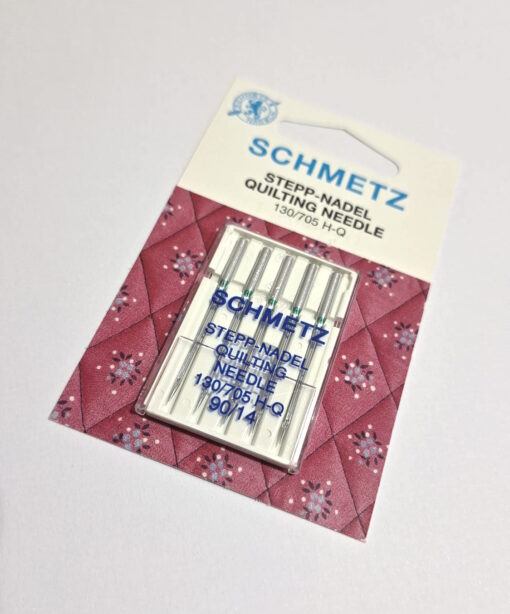 SCHMETZ
STEPP-NADEL
QUILTING NEEDLE
130/705 H-Q
SCHMETZ
STEPP-NADEL
QUILTING
NEEDLE
130/705 H-Q
90/14